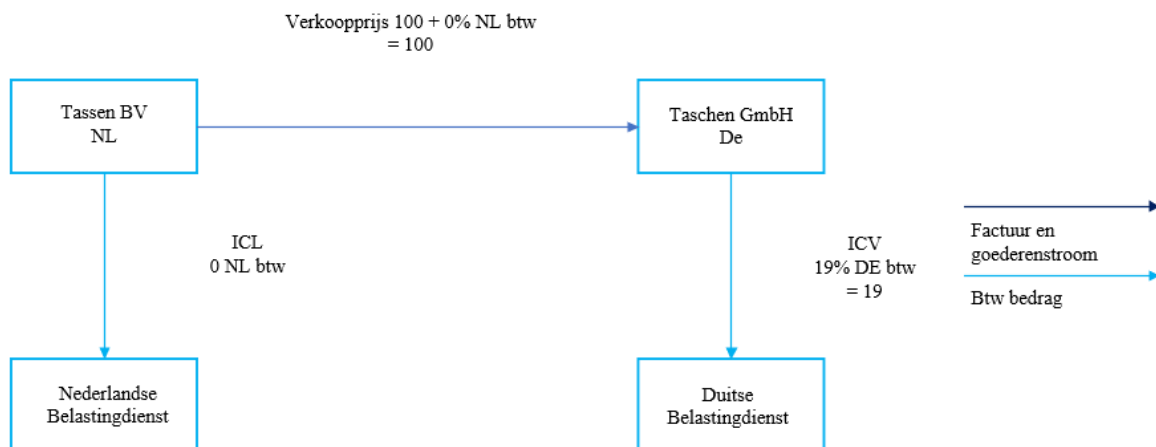 Verkoopprijs 100 + 0% NL btw
= 100
Tassen BV
NL
Taschen GmbH
De
ICL
0 NL btw
ICV
19% DE btw
= 19
Factuur en
goederenstroom
Btw bedrag
Nederlandse
Belastingdienst
Duitse
Belastingdienst